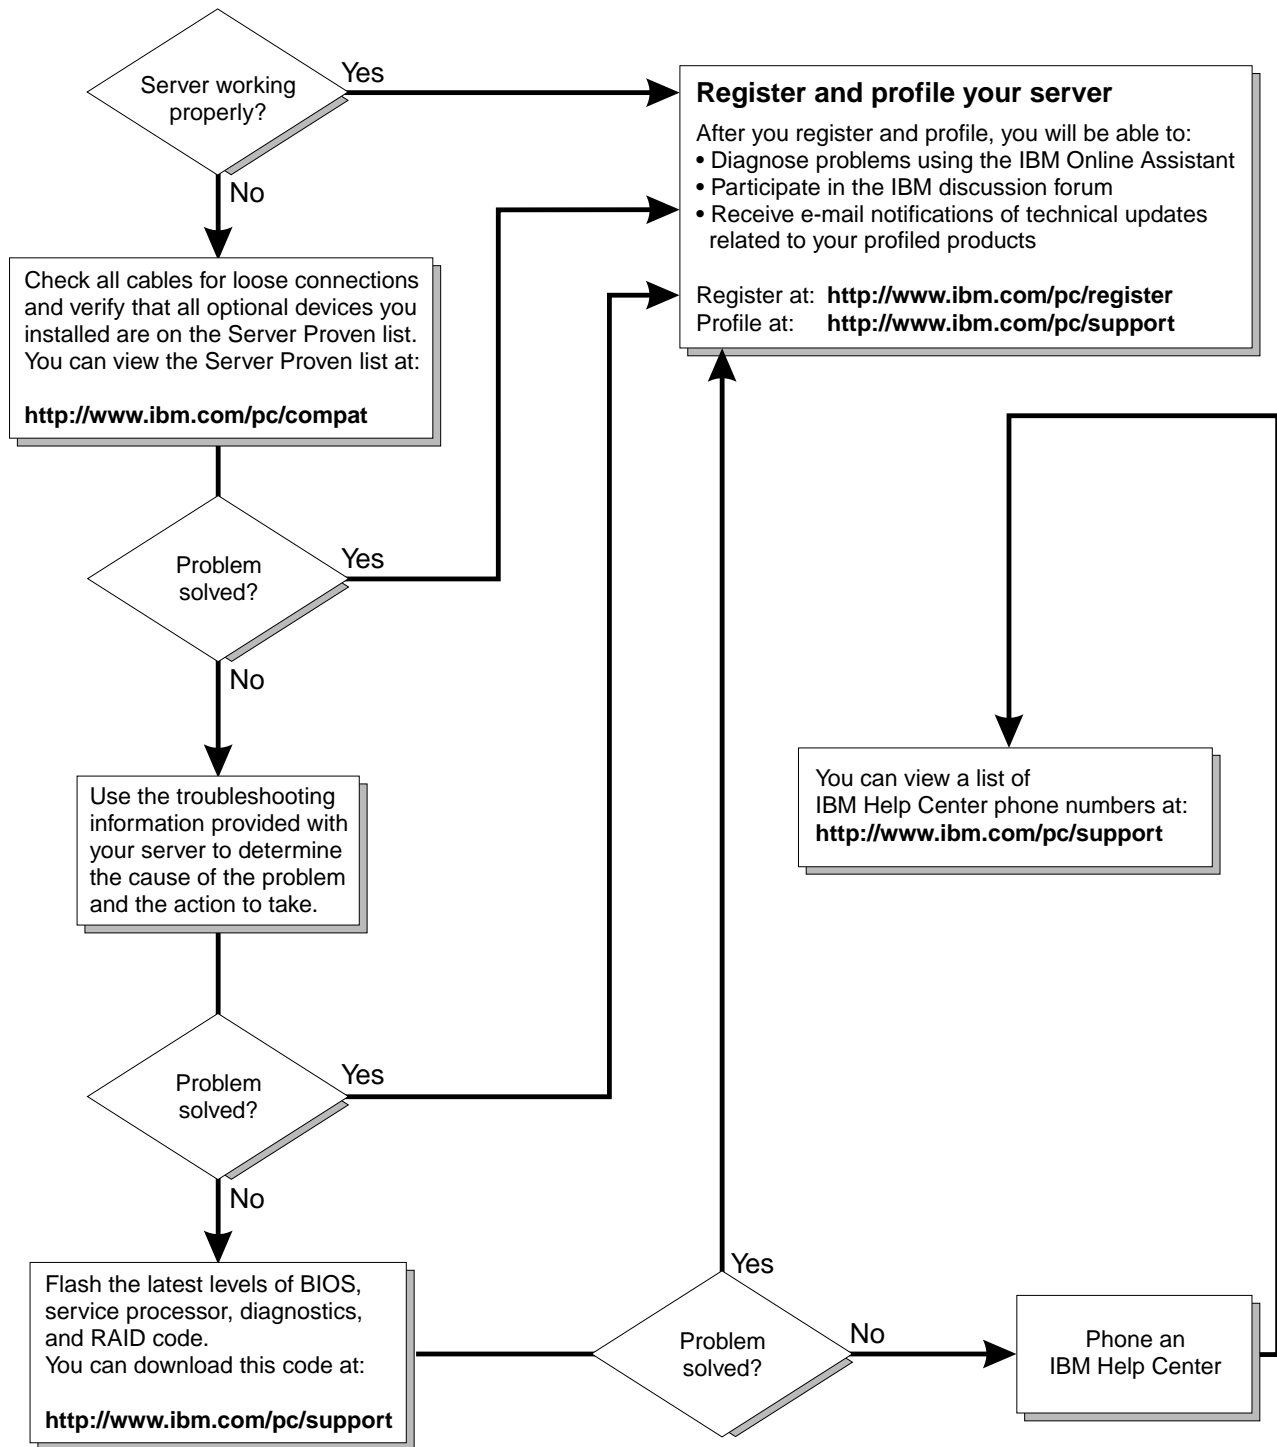 Server working
properly?
Yes
No
Register and profile your server
After you register and profile, you will be able to:
• Diagnose problems using the IBM Online Assistant
• Participate in the IBM discussion forum
• Receive e-mail notifications of technical updates
related to your profiled products
Register at: http://www.ibm.com/pc/register
Profile at: http://www.ibm.com/pc/support
Check all cables for loose connections
and verify that all optional devices you
installed are on the Server Proven list.
You can view the Server Proven list at:
http://www.ibm.com/pc/compat
Problem
solved?
Yes
No
Use the troubleshooting
information provided with
your server to determine
the cause of the problem
and the action to take.
You can view a list of
IBM Help Center phone numbers at:
http://www.ibm.com/pc/support
Problem
solved?
Yes
No
Flash the latest levels of BIOS,
service processor, diagnostics,
and RAID code.
You can download this code at:
http://www.ibm.com/pc/support
Problem
solved?
Yes
No
Phone an
IBM Help Center